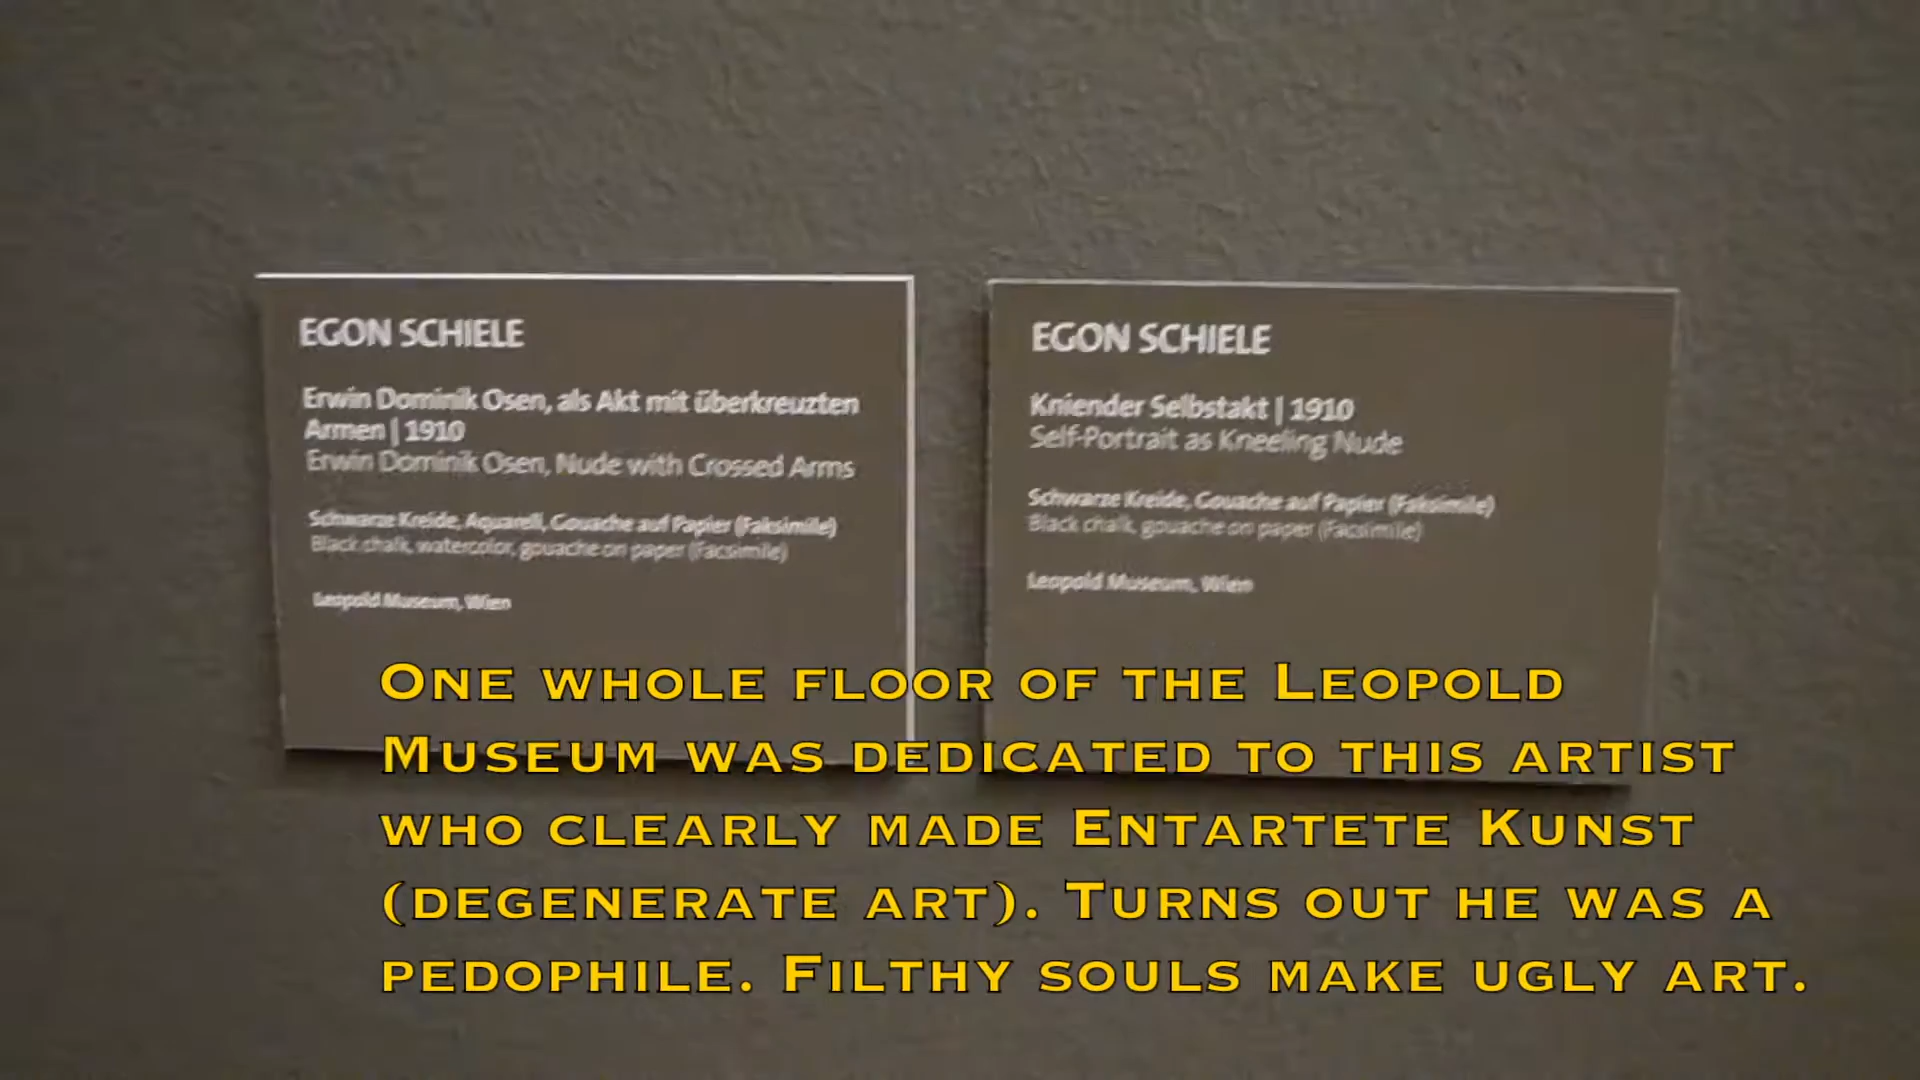 EGON SCHIELE
Erwin Dominik Osen, als Akt mit überkreuzten
Armen | 1910
Erwin Dominik Osen, Nude with Crossed Arms
Schwarze Kreide, Aquarell, Gouache auf Papier (Faksimile)
Black chalk, watercolor, gouache on paper (Facsimile)
Leopold Museum, Wien
EGON SCHIELE
Kniender Selbstakt | 1910
Self-Portrait as Kneeling Nude
Schwarze Kreide, Gouache auf Papier (Faksimile)
Black chalk, gouache on paper (Facsimile)
Leopold Museum, Wien
One whole floor of the Leopold
Museum was dedicated to this artist
who clearly made Entartete Kunst
(degenerate art). Turns out he was a
pedophile. Filthy souls make ugly art.